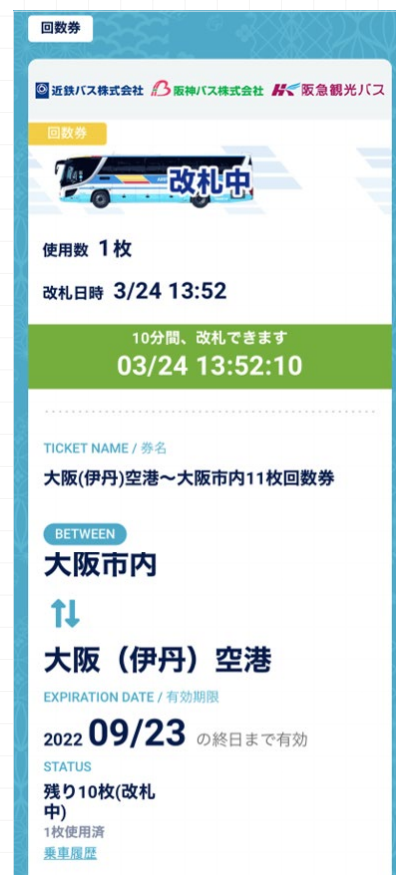 回数券
近鉄バス株式会社 阪神バス株式会社 阪急観光バス
回数券
改札中
使用数 1枚
改札日時 3/24 13:52
10分間、改札できます
03/24 13:52:10
TICKET NAME / 券名
大阪(伊丹)空港〜大阪市内11枚回数券
BETWEEN
大阪市内
大阪（伊丹）空港
EXPIRATION DATE / 有効期限
2022 09/23 の終日まで有効
STATUS
残り10枚(改札
中)
1枚使用済
乗車履歴